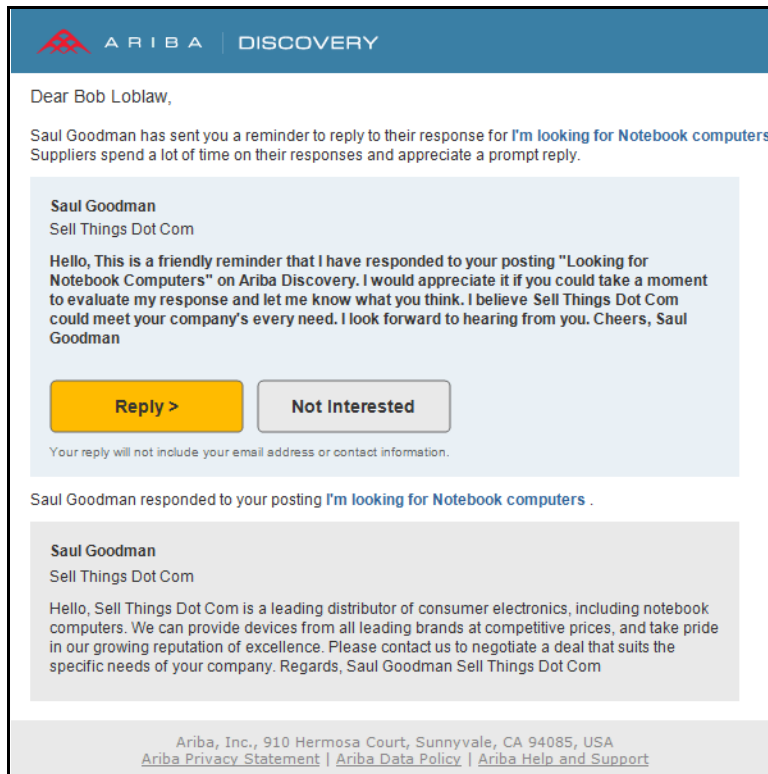 ARIBA | DISCOVERY
Dear Bob Loblaw,
Saul Goodman has sent you a reminder to reply to their response for I'm looking for Notebook computers
Suppliers spend a lot of time on their responses and appreciate a prompt reply.
Saul Goodman
Sell Things Dot Com
Hello, This is a friendly reminder that I have responded to your posting "Looking for
Notebook Computers" on Ariba Discovery. I would appreciate it if you could take a moment
to evaluate my response and let me know what you think. I believe Sell Things Dot Com
could meet your company's every need. I look forward to hearing from you. Cheers, Saul
Goodman
Reply > Not Interested
Your reply will not include your email address or contact information.
Saul Goodman responded to your posting I'm looking for Notebook computers .
Saul Goodman
Sell Things Dot Com
Hello, Sell Things Dot Com is a leading distributor of consumer electronics, including notebook
computers. We can provide devices from all leading brands at competitive prices, and take pride
in our growing reputation of excellence. Please contact us to negotiate a deal that suits the
specific needs of your company. Regards, Saul Goodman Sell Things Dot Com
Ariba, Inc., 910 Hermosa Court, Sunnyvale, CA 94085, USA
Ariba Privacy Statement | Ariba Data Policy | Ariba Help and Support